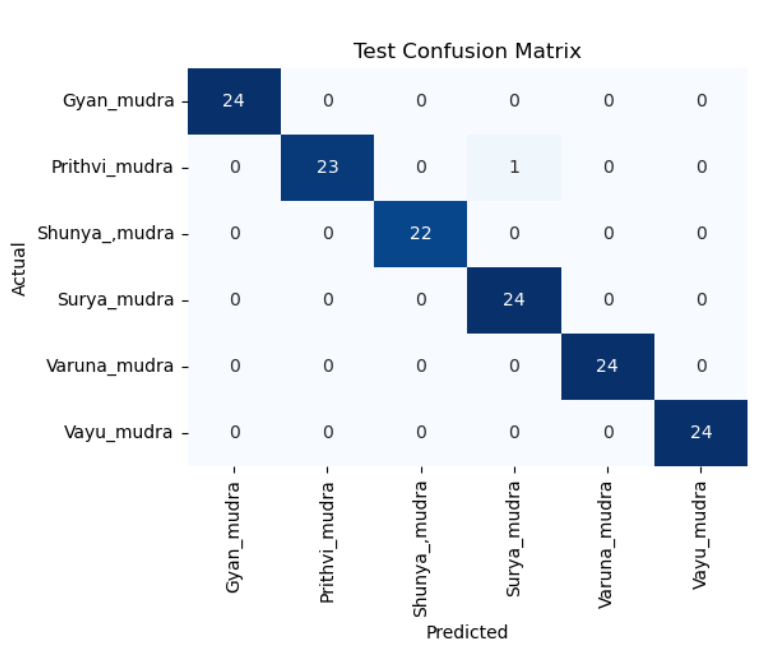 Test Confusion Matrix
Actual
Gyan_mudra 24 0 0 0 0 0
Prithvi_mudra 0 23 0 1 0 0
Shunya_,mudra 0 0 22 0 0 0
Surya_mudra 0 0 0 24 0 0
Varuna_mudra 0 0 0 0 24 0
Vayu_mudra 0 0 0 0 0 24
Gyan_mudra
Prithvi_mudra
Shunya_,mudra
Surya_mudra
Varuna_mudra
Vayu_mudra
Predicted